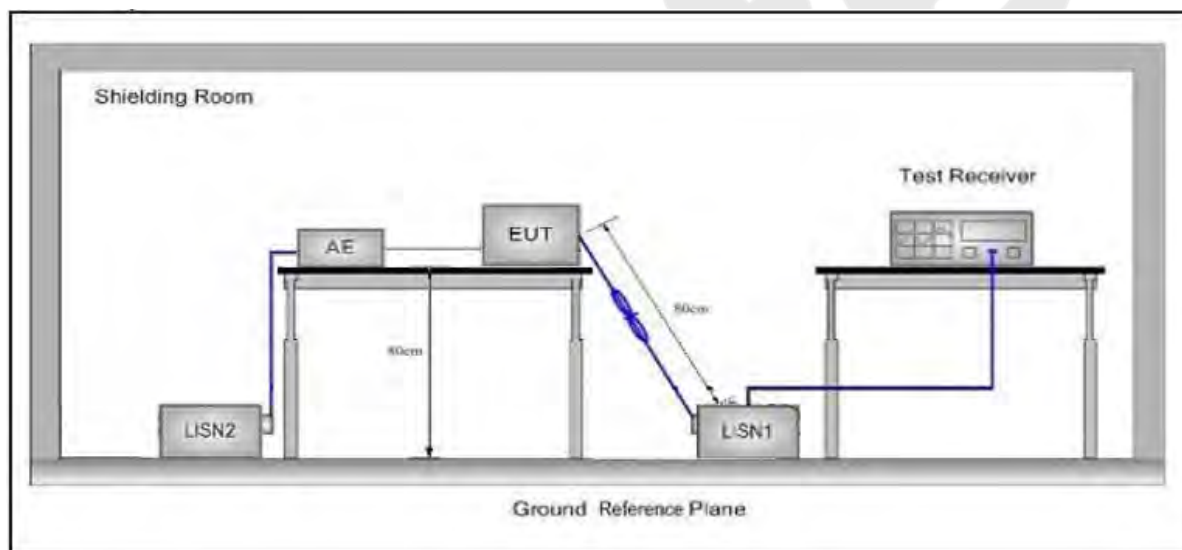 Shielding Room
Test Receiver
AE
EUT
80cm
80cm
LISN2
LISN1
Ground Reference Plane